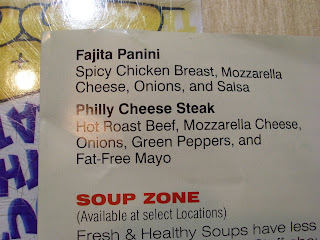 Fajita Panini
Spicy Chicken Breast, Mozzarella
Cheese, Onions, and Salsa
Philly Cheese Steak
Hot Roast Beef, Mozzarella Cheese,
Onions, Green Peppers, and
Fat-Free Mayo
SOUP ZONE
(Available at select Locations)
Fresh & Healthy Soups have less